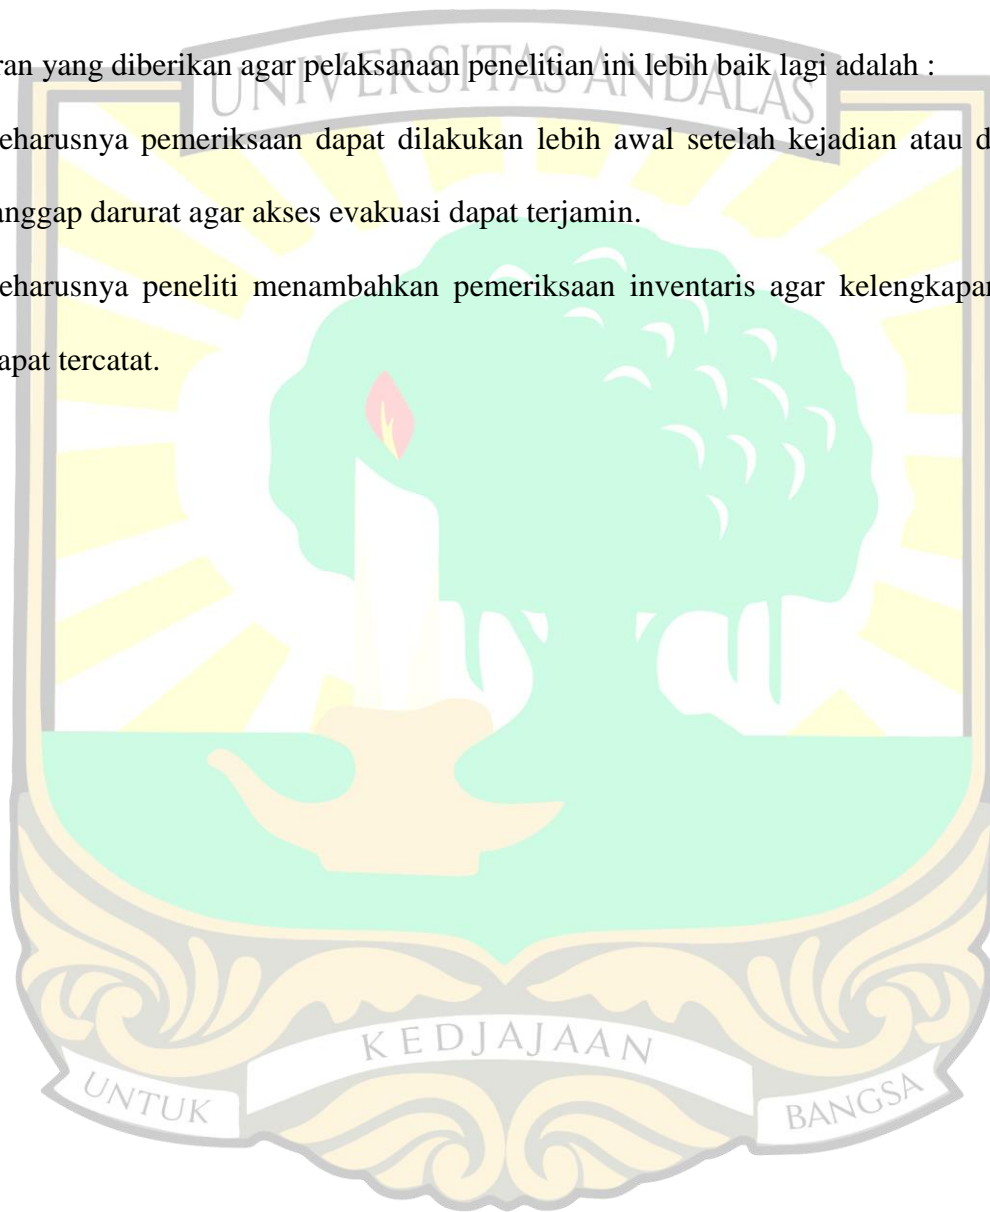 UNIVERSITAS ANDALAS
ran yang diberikan agar pelaksanaan penelitian ini lebih baik lagi adalah :
eharusnya pemeriksaan dapat dilakukan lebih awal setelah kejadian atau d
anggap darurat agar akses evakuasi dapat terjamin.
eharusnya peneliti menambahkan pemeriksaan inventaris agar kelengkapan
apat tercatat.
KEDJAJAAN
UNTUK
BANGSA